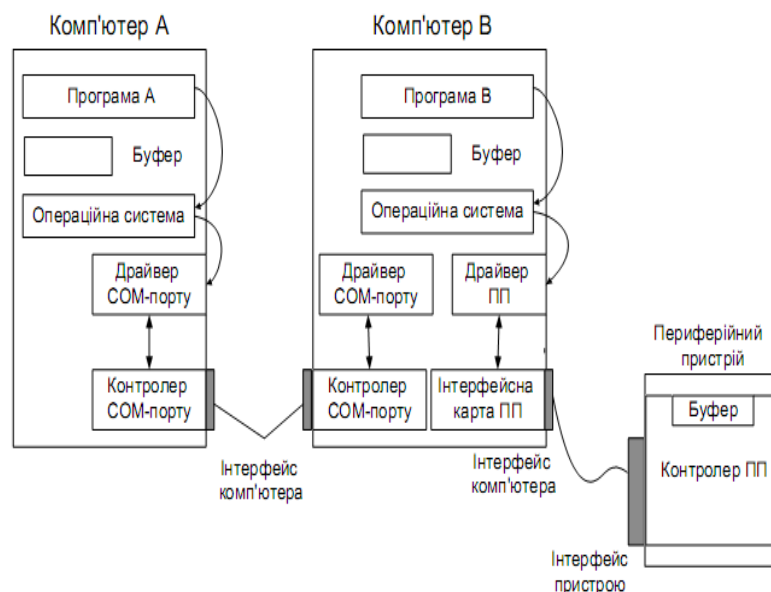 Комп'ютер А
Програма А
Буфер
Операційна система
Драйвер
СОМ-порту
Контролер
СОМ-порту
Комп'ютер В
Програма В
Буфер
Операційна система
Драйвер
СОМ-порту
Драйвер
ПП
Контролер
СОМ-порту
Інтерфейсна
карта ПП
Інтерфейс
комп'ютера
Інтерфейс
комп'ютера
Периферійний
пристрій
Буфер
Контролер ПП
Інтерфейс
пристрою